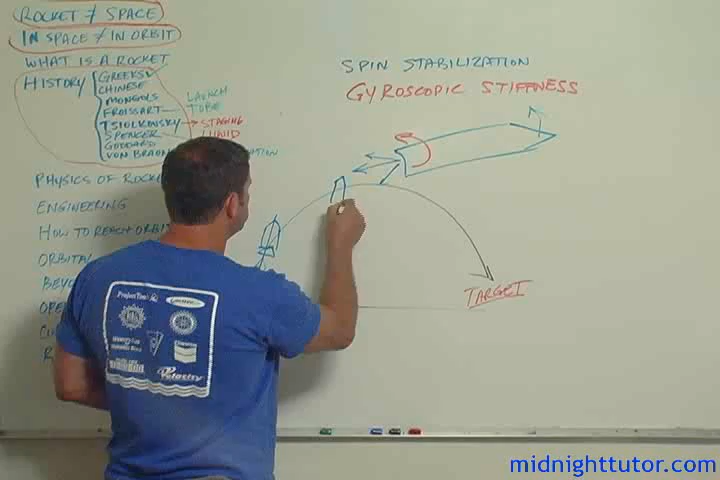 ROCKET ≠ SPACE
IN SPACE ≠ IN ORBIT
WHAT IS A ROCKET
HISTORY
GREEKS
CHINESE
MONGOLS
FROISSART
TSIOLKOVSKY
SPENCER
GODDARD
VON BRAUN
LAUNCH
TUBE
STAGING
LIQUID
PHYSICS OF ROCKE
ENGINEERING
HOW TO REACH ORBIT
ORBITAL
SPIN STABILIZATION
GYROSCOPIC STIFFNESS
TARGET
Velocity
midnighttutor.com